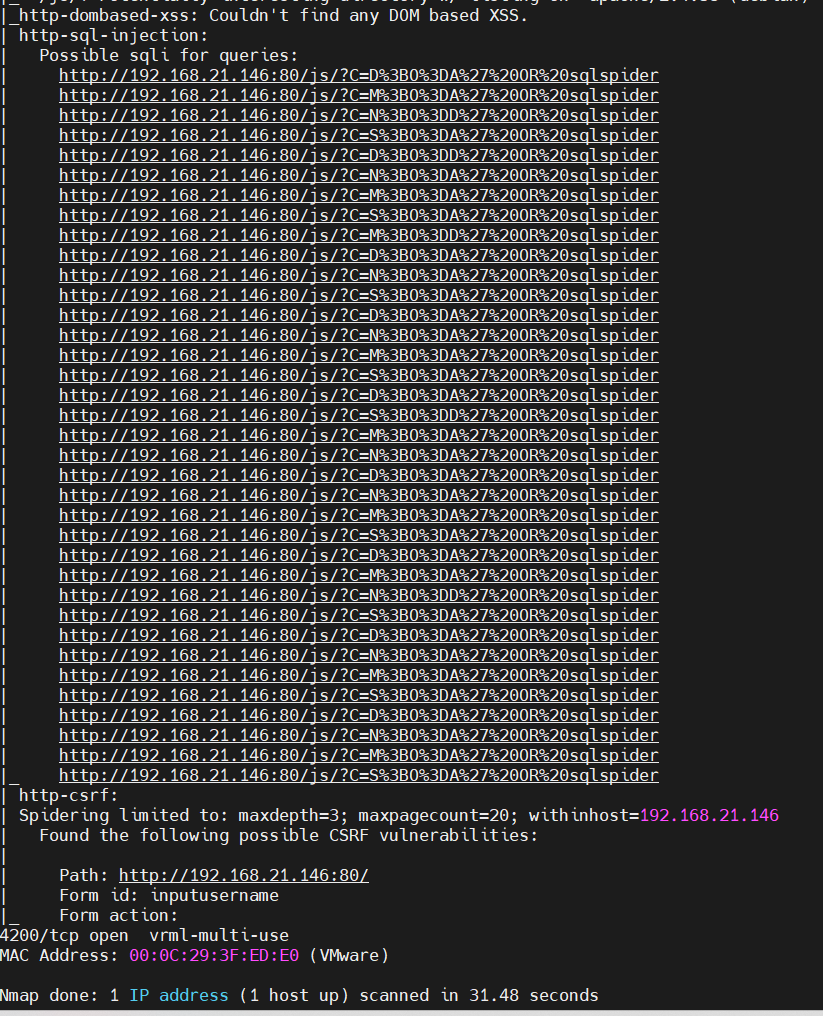 |_http-dombased-xss: Couldn't find any DOM based XSS.
| http-sql-injection:
|   Possible sqli for queries:
|     http://192.168.21.146:80/js/?C=D%3BO%3DA%27%20OR%20sqlspider
|     http://192.168.21.146:80/js/?C=M%3BO%3DA%27%20OR%20sqlspider
|     http://192.168.21.146:80/js/?C=N%3BO%3DD%27%20OR%20sqlspider
|     http://192.168.21.146:80/js/?C=S%3BO%3DA%27%20OR%20sqlspider
|     http://192.168.21.146:80/js/?C=D%3BO%3DD%27%20OR%20sqlspider
|     http://192.168.21.146:80/js/?C=N%3BO%3DA%27%20OR%20sqlspider
|     http://192.168.21.146:80/js/?C=M%3BO%3DA%27%20OR%20sqlspider
|     http://192.168.21.146:80/js/?C=S%3BO%3DA%27%20OR%20sqlspider
|     http://192.168.21.146:80/js/?C=M%3BO%3DD%27%20OR%20sqlspider
|     http://192.168.21.146:80/js/?C=D%3BO%3DA%27%20OR%20sqlspider
|     http://192.168.21.146:80/js/?C=N%3BO%3DA%27%20OR%20sqlspider
|     http://192.168.21.146:80/js/?C=S%3BO%3DA%27%20OR%20sqlspider
|     http://192.168.21.146:80/js/?C=D%3BO%3DA%27%20OR%20sqlspider
|     http://192.168.21.146:80/js/?C=N%3BO%3DA%27%20OR%20sqlspider
|     http://192.168.21.146:80/js/?C=M%3BO%3DA%27%20OR%20sqlspider
|     http://192.168.21.146:80/js/?C=S%3BO%3DA%27%20OR%20sqlspider
|     http://192.168.21.146:80/js/?C=D%3BO%3DA%27%20OR%20sqlspider
|     http://192.168.21.146:80/js/?C=S%3BO%3DD%27%20OR%20sqlspider
|     http://192.168.21.146:80/js/?C=M%3BO%3DA%27%20OR%20sqlspider
|     http://192.168.21.146:80/js/?C=N%3BO%3DA%27%20OR%20sqlspider
|     http://192.168.21.146:80/js/?C=D%3BO%3DA%27%20OR%20sqlspider
|     http://192.168.21.146:80/js/?C=N%3BO%3DA%27%20OR%20sqlspider
|     http://192.168.21.146:80/js/?C=M%3BO%3DA%27%20OR%20sqlspider
|     http://192.168.21.146:80/js/?C=S%3BO%3DA%27%20OR%20sqlspider
|     http://192.168.21.146:80/js/?C=D%3BO%3DA%27%20OR%20sqlspider
|     http://192.168.21.146:80/js/?C=M%3BO%3DA%27%20OR%20sqlspider
|     http://192.168.21.146:80/js/?C=N%3BO%3DD%27%20OR%20sqlspider
|     http://192.168.21.146:80/js/?C=S%3BO%3DA%27%20OR%20sqlspider
|     http://192.168.21.146:80/js/?C=D%3BO%3DA%27%20OR%20sqlspider
|     http://192.168.21.146:80/js/?C=N%3BO%3DA%27%20OR%20sqlspider
|     http://192.168.21.146:80/js/?C=M%3BO%3DA%27%20OR%20sqlspider
|     http://192.168.21.146:80/js/?C=S%3BO%3DA%27%20OR%20sqlspider
|     http://192.168.21.146:80/js/?C=D%3BO%3DA%27%20OR%20sqlspider
|     http://192.168.21.146:80/js/?C=N%3BO%3DA%27%20OR%20sqlspider
|     http://192.168.21.146:80/js/?C=M%3BO%3DA%27%20OR%20sqlspider
|_    http://192.168.21.146:80/js/?C=S%3BO%3DA%27%20OR%20sqlspider
| http-csrf:
| Spidering limited to: maxdepth=3; maxpagecount=20; withinhost=192.168.21.146
|   Found the following possible CSRF vulnerabilities:
|
|     Path: http://192.168.21.146:80/
|     Form id: inputusername
|_    Form action:
4200/tcp open  vrml-multi-use
MAC Address: 00:0C:29:3F:ED:E0 (VMware)
Nmap done: 1 IP address (1 host up) scanned in 31.48 seconds